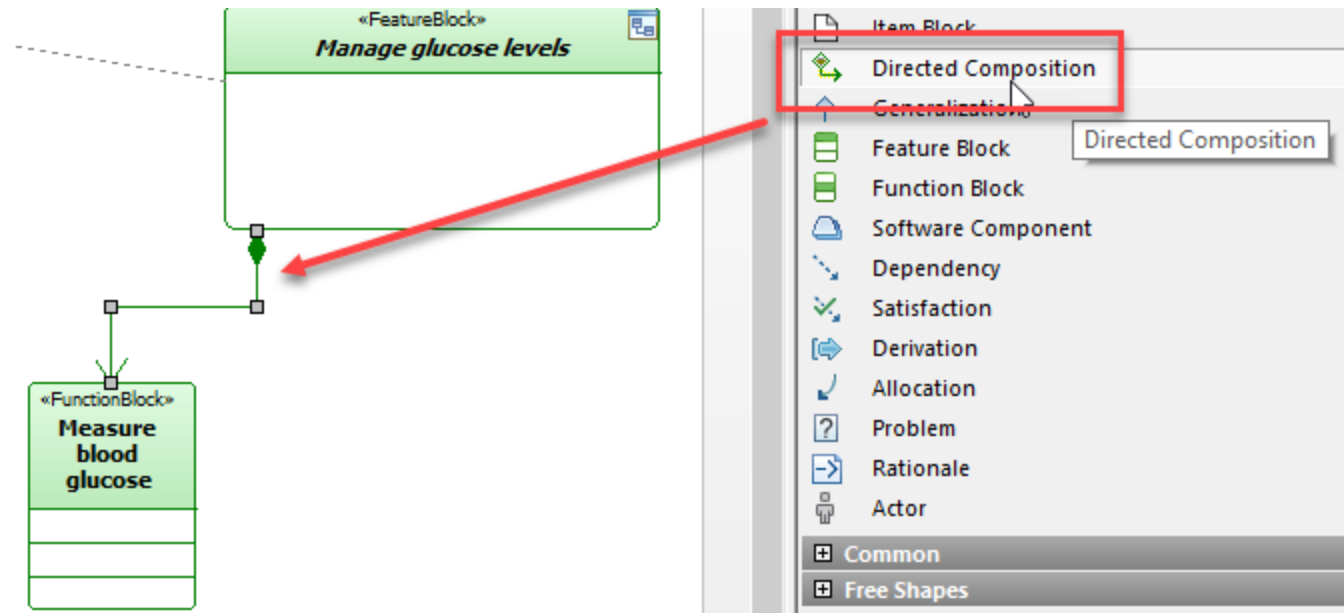 «FeatureBlock»
Manage glucose levels
«FunctionBlock»
Measure
blood
glucose
Item Block
Directed Composition
Generalization
Directed Composition
Feature Block
Function Block
Software Component
Dependency
Satisfaction
Derivation
Allocation
Problem
Rationale
Actor
Common
Free Shapes